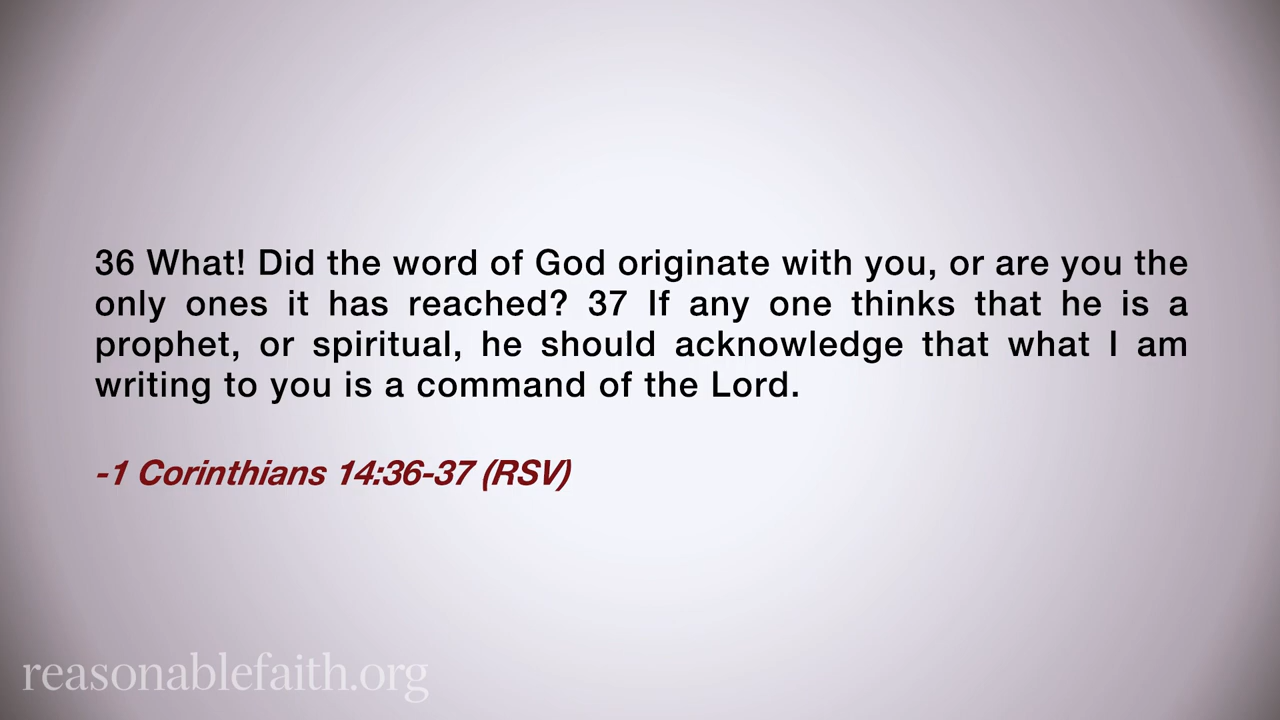 36 What! Did the word of God originate with you, or are you the
only ones it has reached? 37 If any one thinks that he is a
prophet, or spiritual, he should acknowledge that what I am
writing to you is a command of the Lord.
-1 Corinthians 14:36-37 (RSV)
reasonablefaith.org